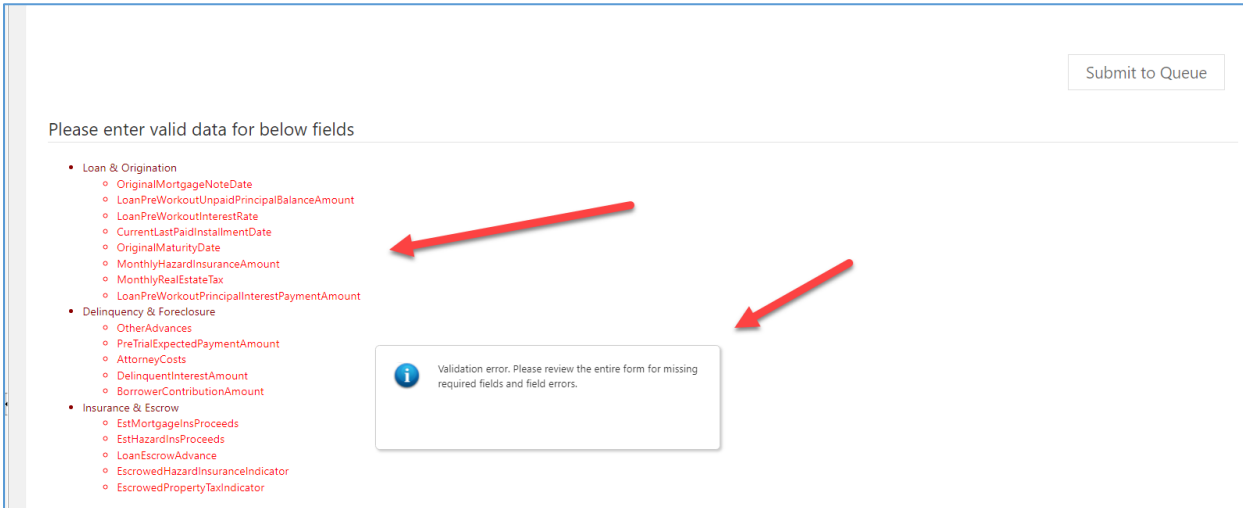 Submit to Queue
Please enter valid data for below fields
Loan & Origination
OriginalMortgageNoteDate
LoanPreWorkoutUnpaidPrincipalBalanceAmount
LoanPreWorkoutInterestRate
CurrentLastPaidInstallmentDate
OriginalMaturityDate
MonthlyHazardInsuranceAmount
MonthlyRealEstateTax
LoanPreWorkoutPrincipalInterestPaymentAmount
Delinquency & Foreclosure
OtherAdvances
PreTrialExpectedPaymentAmount
AttorneyCosts
DelinquentInterestAmount
BorrowerContributionAmount
Insurance & Escrow
EstMortgageInsProceeds
EstHazardInsProceeds
LoanEscrowAdvance
EscrowedHazardInsuranceIndicator
EscrowedPropertyTaxIndicator
Validation error. Please review the entire form for missing
required fields and field errors.